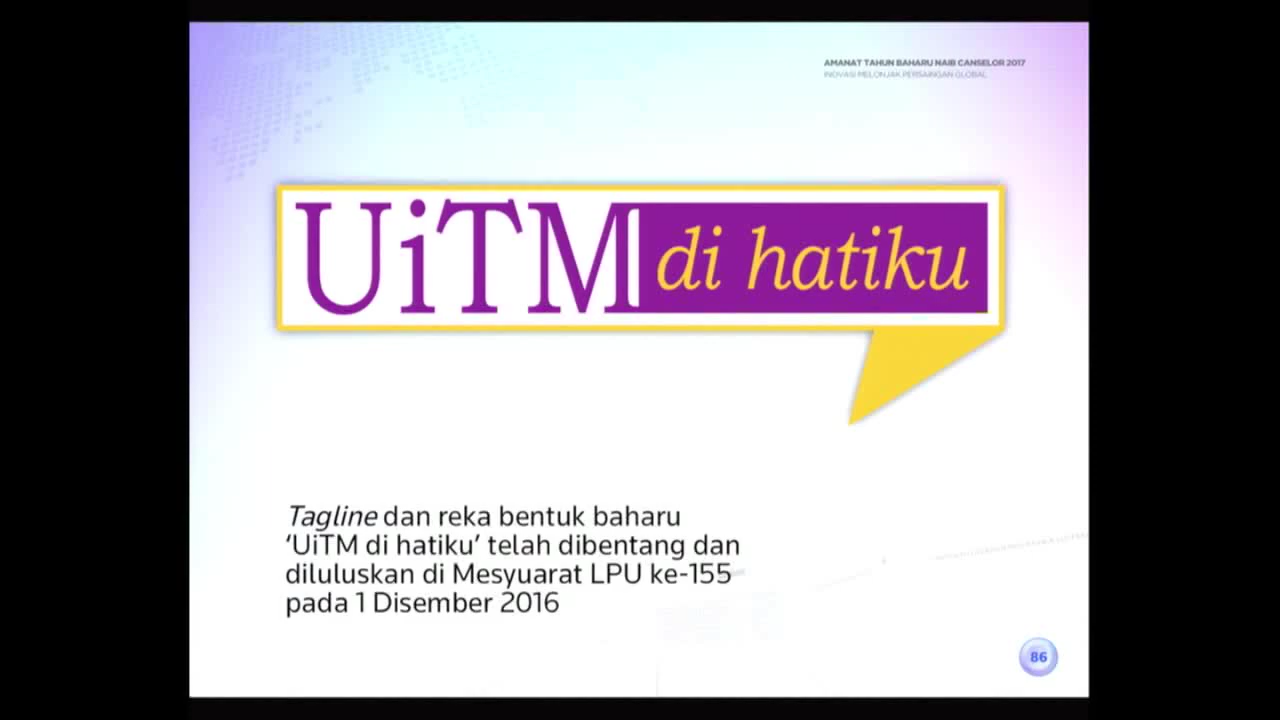 AMANAT TAHUN BAHARU NAIB CANSELOR 2017
INOVASI MELONJAK PERSAINGAN GLOBAL
UiTM di hatiku
Tagline dan reka bentuk baharu
‘UiTM di hatiku’ telah dibentang dan
diluluskan di Mesyuarat LPU ke-155
pada 1 Disember 2016
86